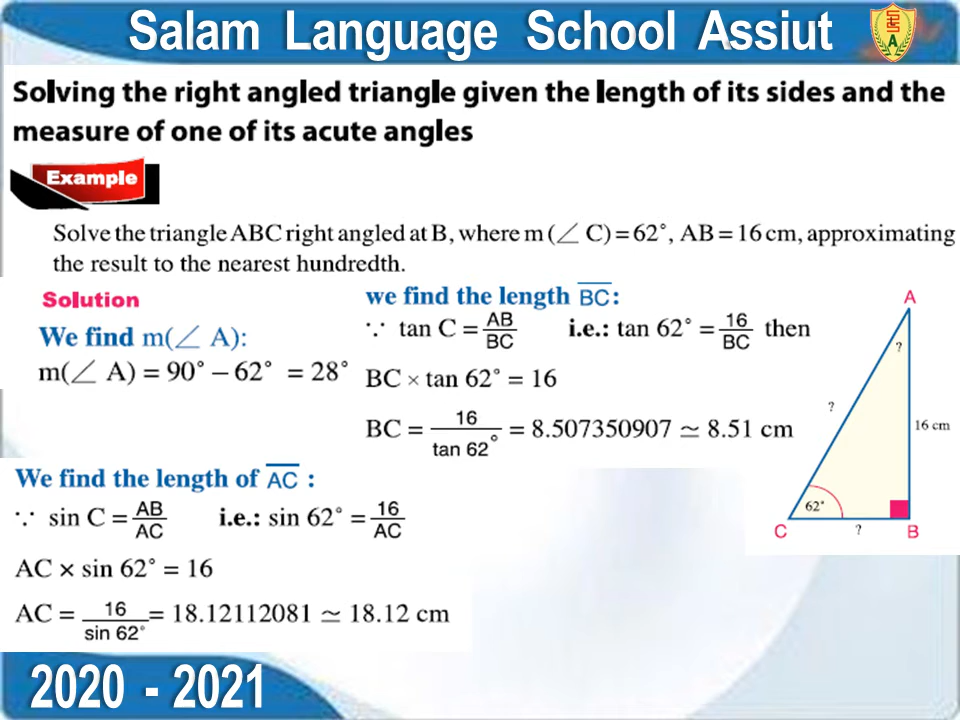 Salam Language School Assiut
Solving the right angled triangle given the length of its sides and the
measure of one of its acute angles
Example
Solve the triangle ABC right angled at B, where m (∠ C) = 62°, AB = 16 cm, approximating
the result to the nearest hundredth.
Solution
We find m(∠ A):
m(∠ A) = 90° – 62° = 28°
we find the length BC:
∵ tan C = AB/BC i.e.: tan 62° = 16/BC then
BC × tan 62° = 16
BC = 16/tan 62° = 8.507350907 ≃ 8.51 cm
A
?
?
16 cm
62°
C
?
B
We find the length of AC :
∵ sin C = AB/AC i.e.: sin 62° = 16/AC
AC × sin 62° = 16
AC = 16/sin 62° = 18.12112081 ≃ 18.12 cm
2020 - 2021